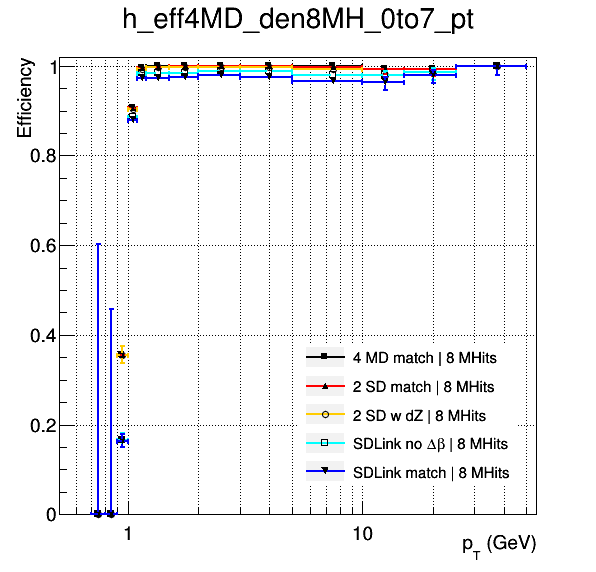 h_eff4MD_den8MH_0to7_pt
Efficiency
1
0.8
0.6
0.4
0.2
0
4 MD match | 8 MHits
2 SD match | 8 MHits
2 SD w dZ | 8 MHits
SDLink no Δβ | 8 MHits
SDLink match | 8 MHits
1
10
p_T (GeV)